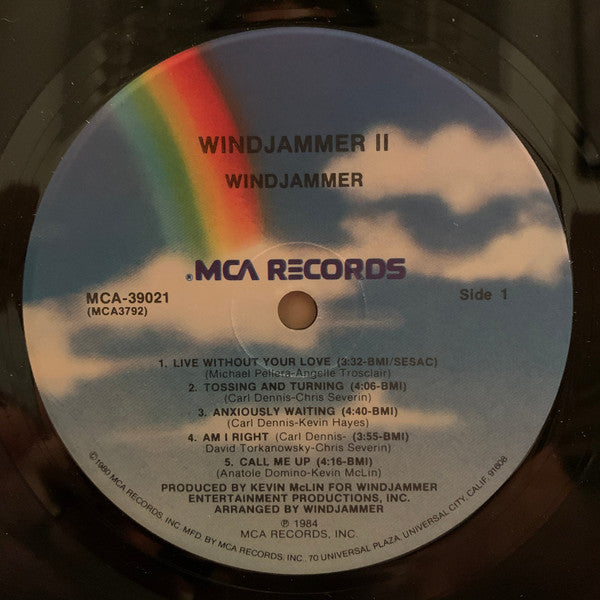 WINDJAMMER II
WINDJAMMER
®MCA RECORDS
MCA-39021
(MCA3792)
Side 1
1. LIVE WITHOUT YOUR LOVE (3:32-BMI/SESAC)
(Michael Pellera-Angelle Trosclair)
2. TOSSING AND TURNING (4:06-BMI)
(Carl Dennis-Chris Severin)
3. ANXIOUSLY WAITING (4:40-BMI)
(Carl Dennis-Kevin Hayes)
4. AM I RIGHT (Carl Dennis- (3:55-BMI)
David Torkanowsky-Chris Severin)
5. CALL ME UP (4:16-BMI)
(Anatole Domino-Kevin McLin)
PRODUCED BY KEVIN McLIN FOR WINDJAMMER
ENTERTAINMENT PRODUCTIONS, INC.
ARRANGED BY WINDJAMMER
℗ 1984
MCA RECORDS, INC.
©1980 MCA RECORDS, INC. MFD. BY MCA RECORDS, INC., 70 UNIVERSAL PLAZA, UNIVERSAL CITY, CALIF. 91608